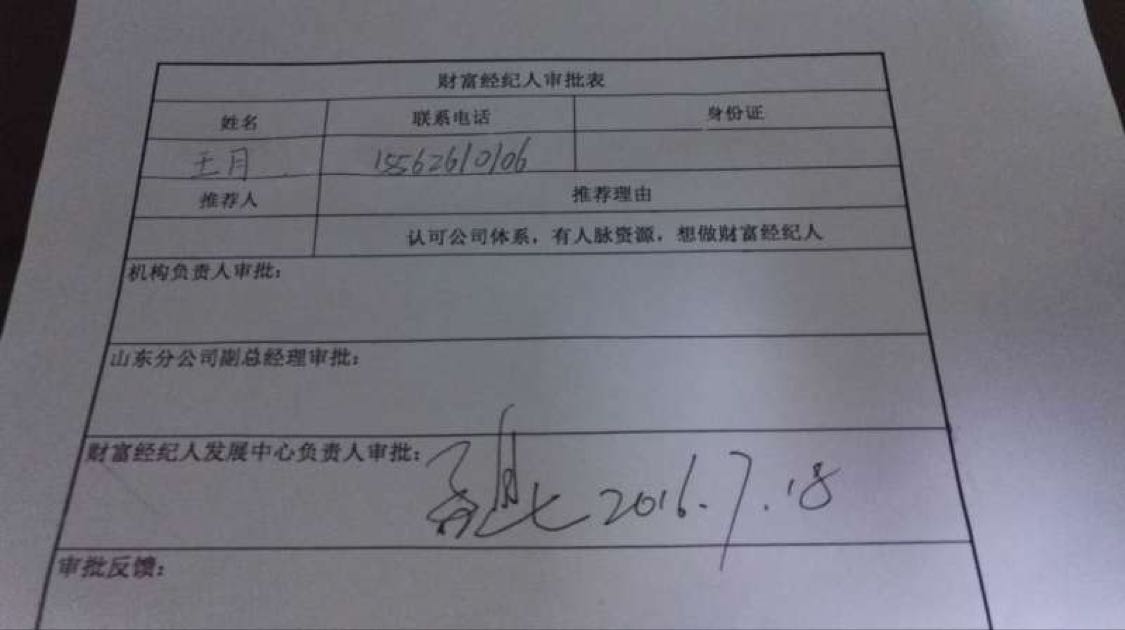 财富经纪人审批表
姓名 联系电话 身份证
王月 15562610106
推荐人 推荐理由
认可公司体系，有人脉资源，想做财富经纪人
机构负责人审批：
山东分公司副总经理审批：
财富经纪人发展中心负责人审批： 2016.7.18
审批反馈：